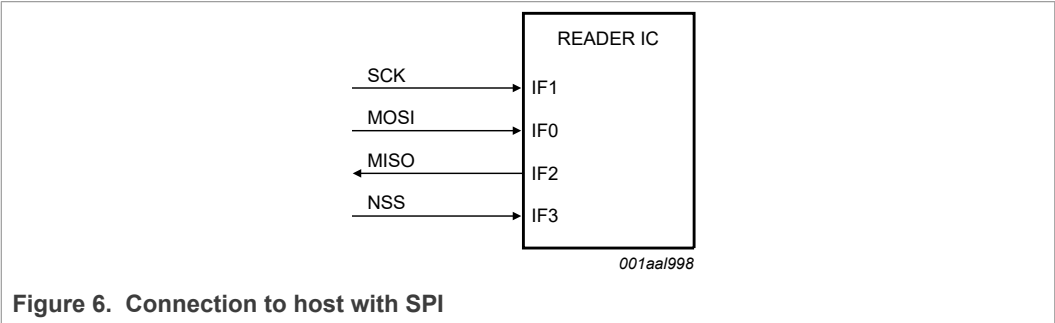 READER IC
SCK
IF1
MOSI
IF0
MISO
IF2
NSS
IF3
001aal998
Figure 6. Connection to host with SPI